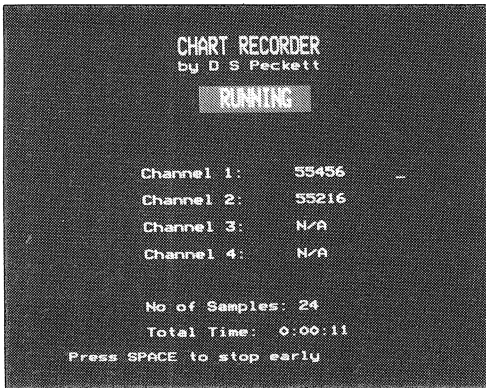 CHART RECORDER
by D S Peckett
RUNNING
Channel 1: 55456 _
Channel 2: 55216
Channel 3: N/A
Channel 4: N/A
No of Samples: 24
Total Time: 0:00:11
Press SPACE to stop early